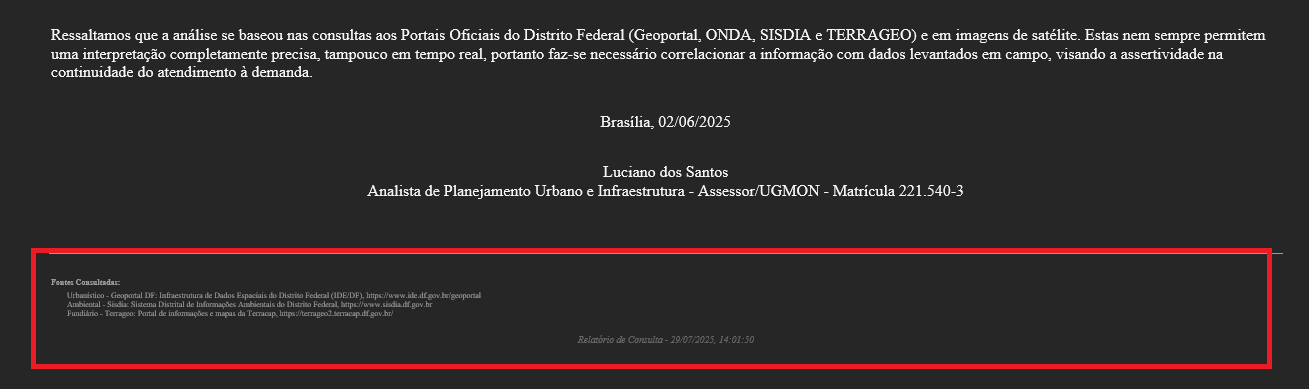 Ressaltamos que a análise se baseou nas consultas aos Portais Oficiais do Distrito Federal (Geoportal, ONDA, SISDIA e TERRAGEO) e em imagens de satélite. Estas nem sempre permitem
uma interpretação completamente precisa, tampouco em tempo real, portanto faz-se necessário correlacionar a informação com dados levantados em campo, visando a assertividade na
continuidade do atendimento à demanda.
Brasília, 02/06/2025
Luciano dos Santos
Analista de Planejamento Urbano e Infraestrutura - Assessor/UGMON - Matrícula 221.540-3
Fontes Consultadas:
Urbanístico - Geoportal DF: Infraestrutura de Dados Espaciais do Distrito Federal (IDE/DF), https://www.ide.df.gov.br/geoportal
Ambiental - Sisdia: Sistema Distrital de Informações Ambientais do Distrito Federal, https://www.sisdia.df.gov.br
Fundiário - Terrageo: Portal de informações e mapas da Terracap, https://terrageo2.terracap.df.gov.br/
Relatório de Consulta - 29/07/2025, 14:01:50